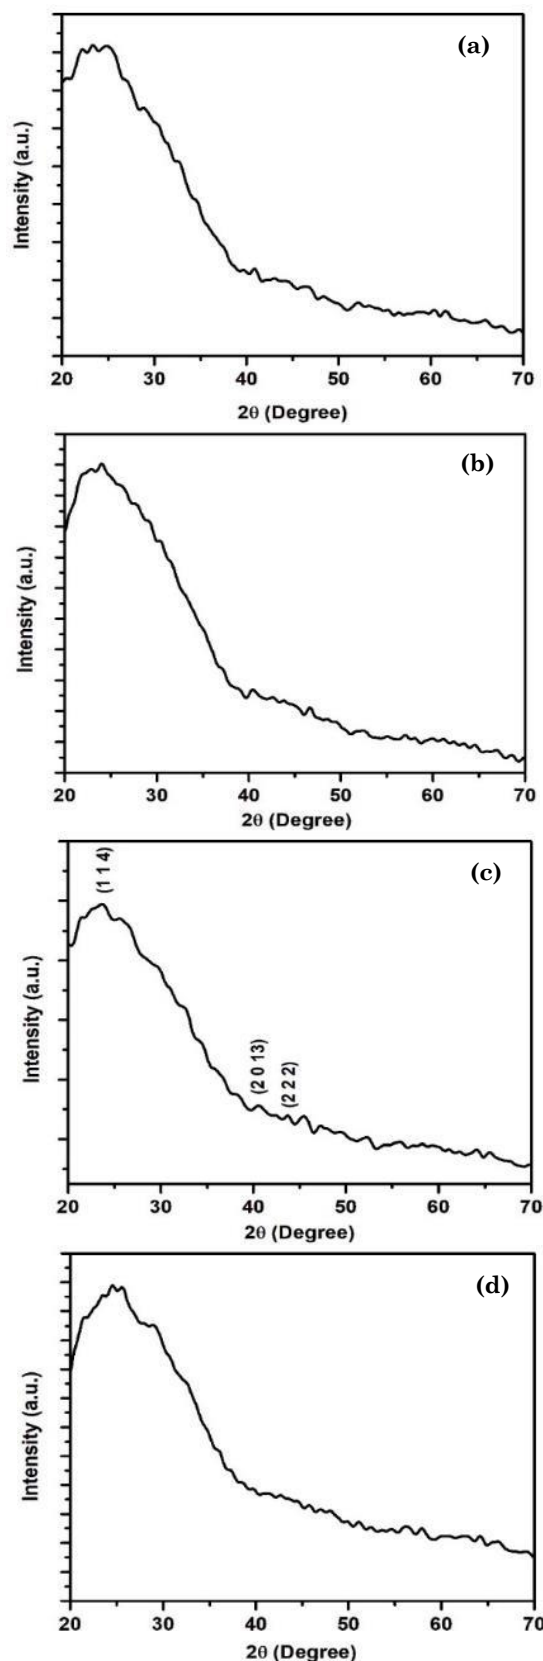 (a)
Intensity (a.u.)
20 30 40 50 60 70
2θ (Degree)
(b)
Intensity (a.u.)
20 30 40 50 60 70
2θ (Degree)
(c)
(1 1 4)
(2 0 13)
(2 2 2)
Intensity (a.u.)
20 30 40 50 60 70
2θ (Degree)
(d)
Intensity (a.u.)
20 30 40 50 60 70
2θ (Degree)